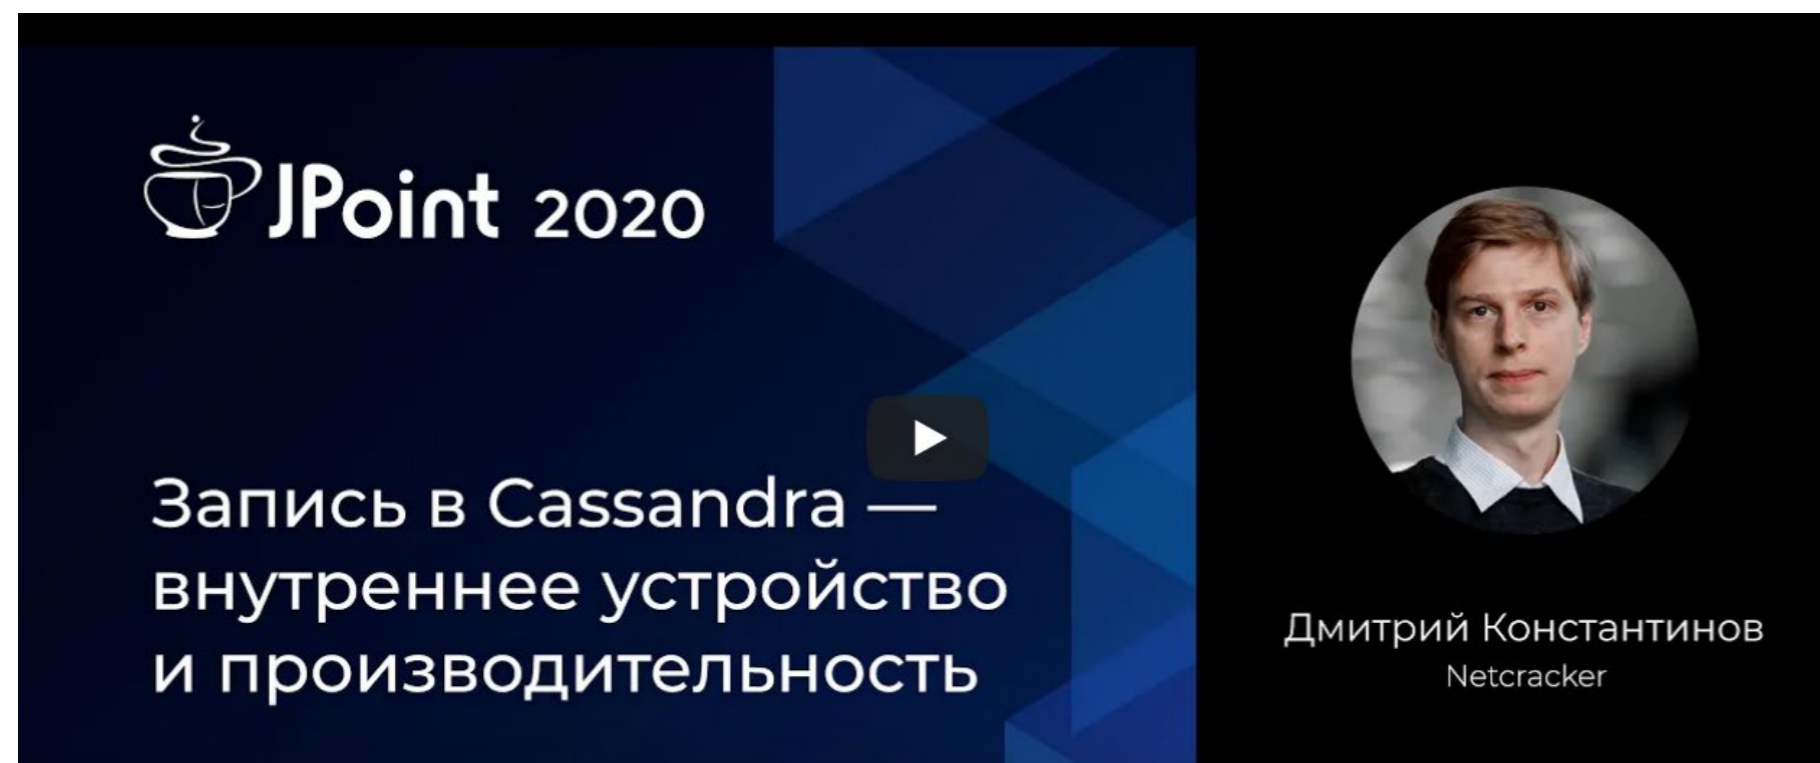 JPoint 2020
Запись в Cassandra —
внутреннее устройство
и производительность
Дмитрий Константинов
Netcracker